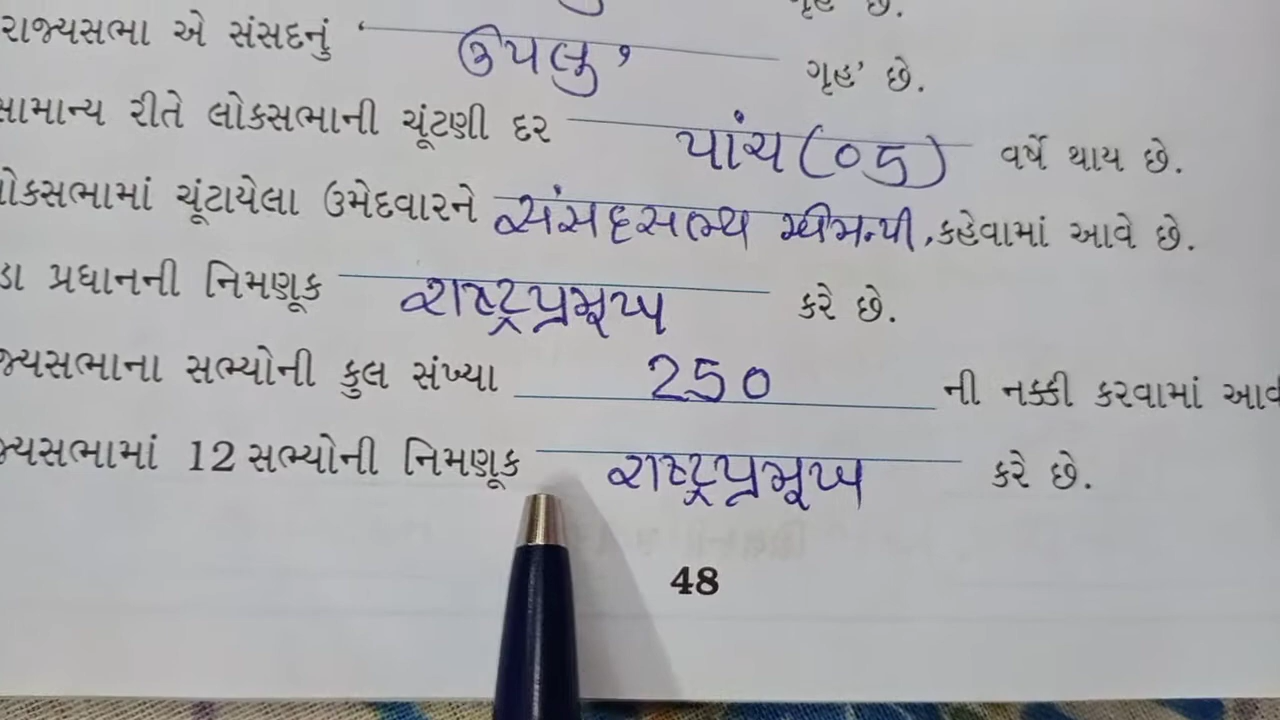 ગૃહ છે.
રાજ્યસભા એ સંસદનું ‘ ઉપલુ’ ગૃહ’ છે.
સામાન્ય રીતે લોકસભાની ચૂંટણી દર પાંચ (05) વર્ષે થાય છે.
લોકસભામાં ચૂંટાયેલા ઉમેદવારને સંસદસભ્ય કહેવામાં આવે છે.
ડા પ્રધાનની નિમણૂક રાષ્ટ્રપ્રમૂખ કરે છે.
જ્યસભાના સભ્યોની કુલ સંખ્યા 250 ની નક્કી કરવામાં આવ
જ્યસભામાં 12 સભ્યોની નિમણૂક રાષ્ટ્રપ્રમૂખ કરે છે.
48